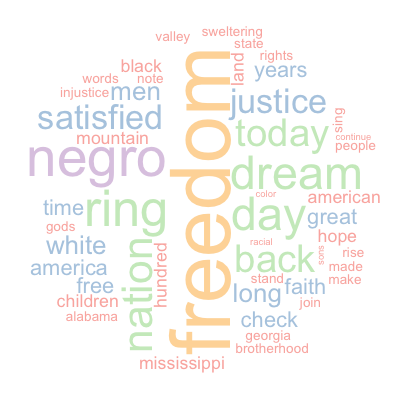 valley
sweltering
state
black
rights
words
note
land
years
injustice
men
justice
sing
satisfied
mountain
today
continue
people
negro
freedom
dream
color
american
time
ring
day
great
gods
hope
white
nation
racial
sons
rise
back
america
hundred
made
stand
faith
make
free
long
children
join
alabama
check
georgia
brotherhood
mississippi